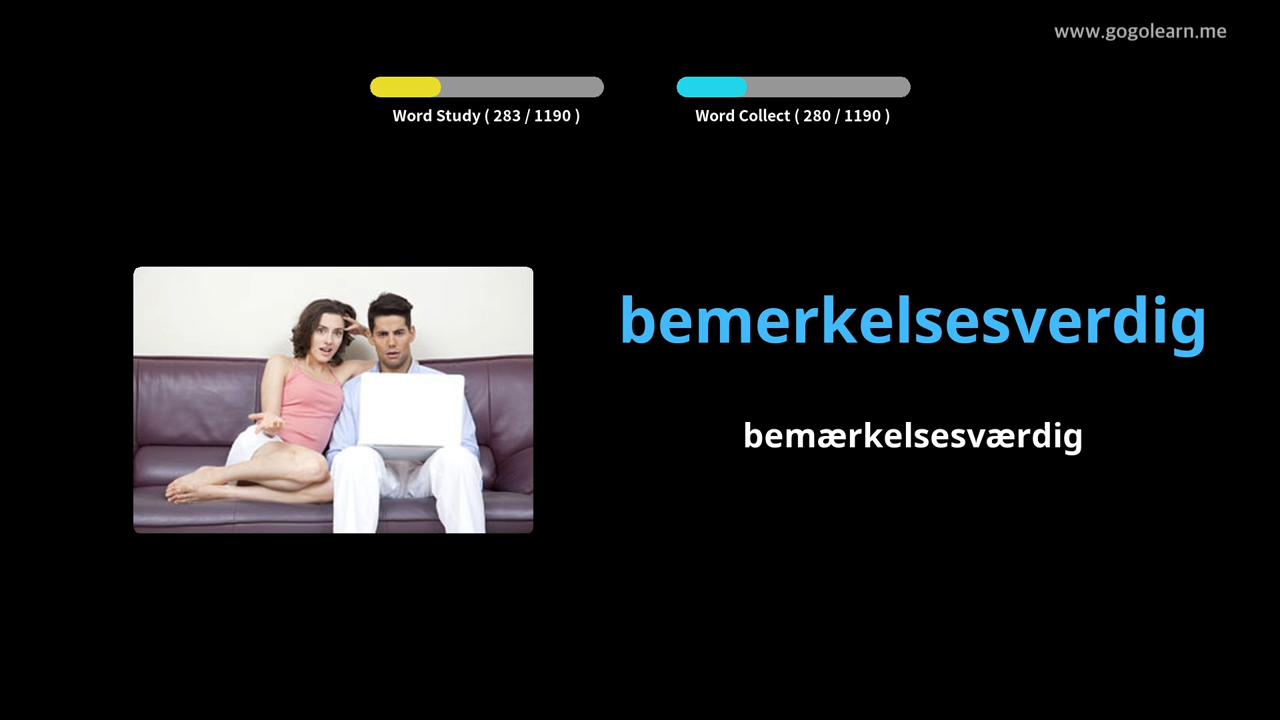 www.gogolearn.me
Word Study ( 283 / 1190 )
Word Collect ( 280 / 1190 )
bemerkelsesverdig
bemærkelsesværdig